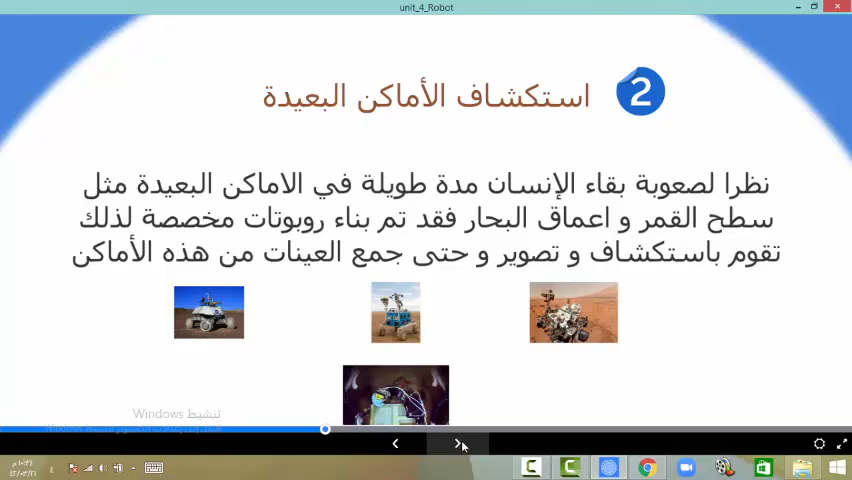 unit_4_Robot
2
استكشاف الأماكن البعيدة
نظرا لصعوبة بقاء الإنسان مدة طويلة في الاماكن البعيدة مثل
سطح القمر و اعماق البحار فقد تم بناء روبوتات مخصصة لذلك
تقوم باستكشاف و تصوير و حتى جمع العينات من هذه الأماكن
تنشيط Windows